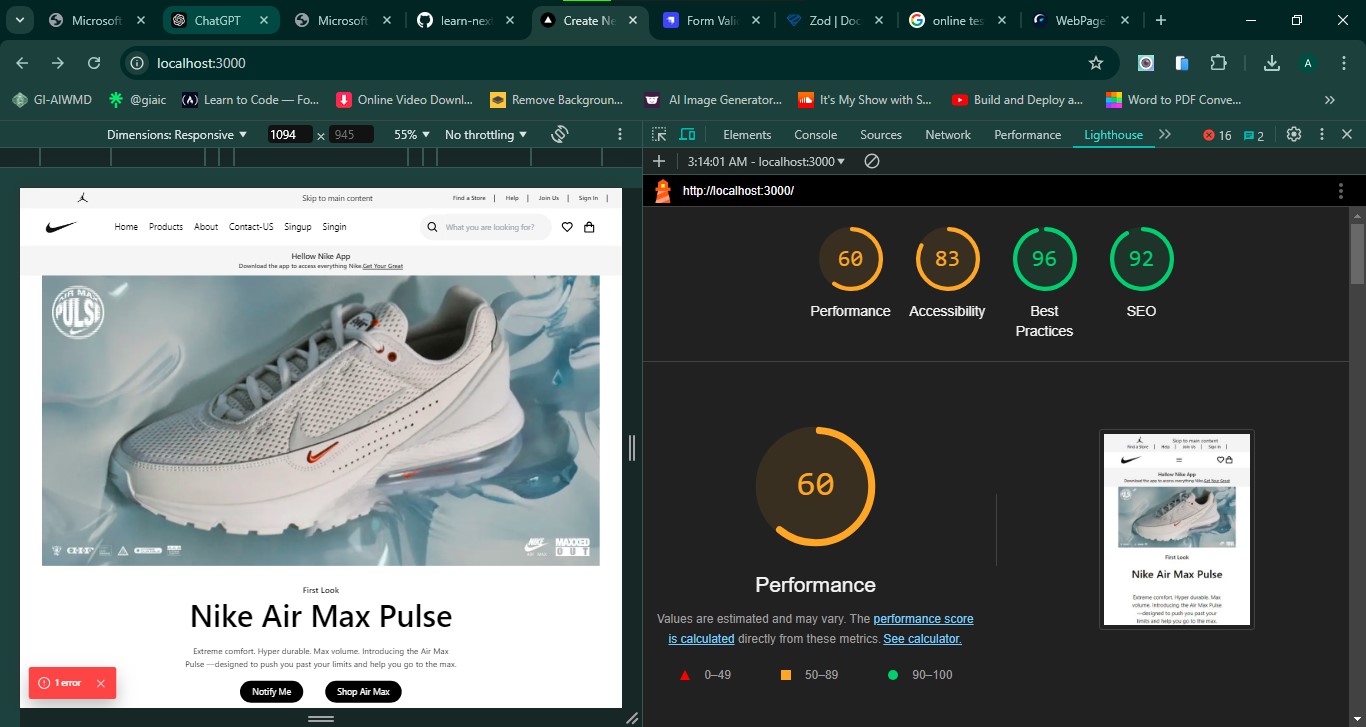 Microsoft
ChatGPT
Microsoft
learn-nex
Create Ne
Form Vali
Zod | Doc
online tes
WebPage
localhost:3000
A
GI-AIWMD
@giaic
Learn to Code — Fo...
Online Video Downl...
Remove Backgroun...
AI Image Generator...
It's My Show with S...
Build and Deploy a...
Word to PDF Conve...
Dimensions: Responsive
1094 × 945
55%
No throttling
Elements
Console
Sources
Network
Performance
Lighthouse
16
2
3:14:01 AM - localhost:3000
http://localhost:3000/
Skip to main content
Find a Store | Help | Join Us | Sign In |
Home Products About Contact-US Singup Singin
What you are looking for?
Hellow Nike App
Download the app to access everything Nike.Get Your Great
AIR MAX
PULSE
NIKE
AIR MAX
MAXXED
OUT
First Look
Nike Air Max Pulse
Extreme comfort. Hyper durable. Max volume. Introducing the Air Max
Pulse —designed to push you past your limits and help you go to the max.
Notify Me
Shop Air Max
1 error
60
83
96
92
Performance
Accessibility
Best
Practices
SEO
60
Performance
Values are estimated and may vary. The performance score
is calculated directly from these metrics. See calculator.
0–49
50–89
90–100
Skip to main content
Find a Store | Help | Join Us | Sign In |
Hellow Nike App
Download the app to access everything Nike.Get Your Great
First Look
Nike Air Max Pulse
Extreme comfort. Hyper durable. Max
volume. Introducing the Air Max Pulse
—designed to push you past your
limits and help you go to the max.